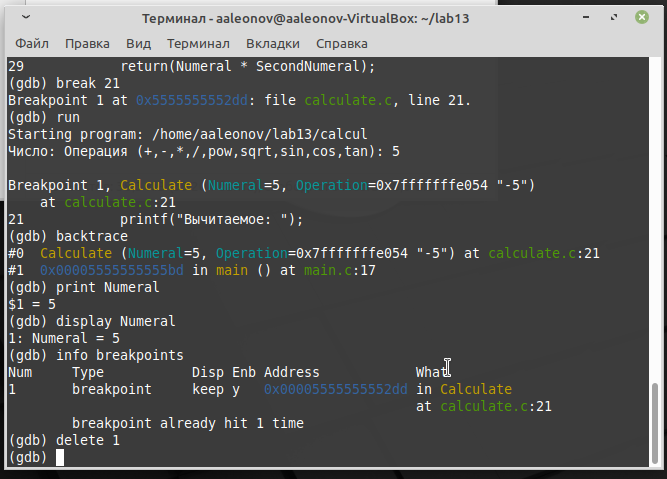 Терминал - aaleonov@aaleonov-VirtualBox: ~/lab13
Файл Правка Вид Терминал Вкладки Справка
29 return(Numeral * SecondNumeral);
(gdb) break 21
Breakpoint 1 at 0x5555555552dd: file calculate.c, line 21.
(gdb) run
Starting program: /home/aaleonov/lab13/calcul
Число: Операция (+,-,*,/,pow,sqrt,sin,cos,tan): 5
Breakpoint 1, Calculate (Numeral=5, Operation=0x7fffffffe054 "-5")
at calculate.c:21
21 printf("Вычитаемое: ");
(gdb) backtrace
#0 Calculate (Numeral=5, Operation=0x7fffffffe054 "-5") at calculate.c:21
#1 0x00005555555555bd in main () at main.c:17
(gdb) print Numeral
$1 = 5
(gdb) display Numeral
1: Numeral = 5
(gdb) info breakpoints
Num Type Disp Enb Address What
1 breakpoint keep y 0x00005555555552dd in Calculate
at calculate.c:21
breakpoint already hit 1 time
(gdb) delete 1
(gdb)